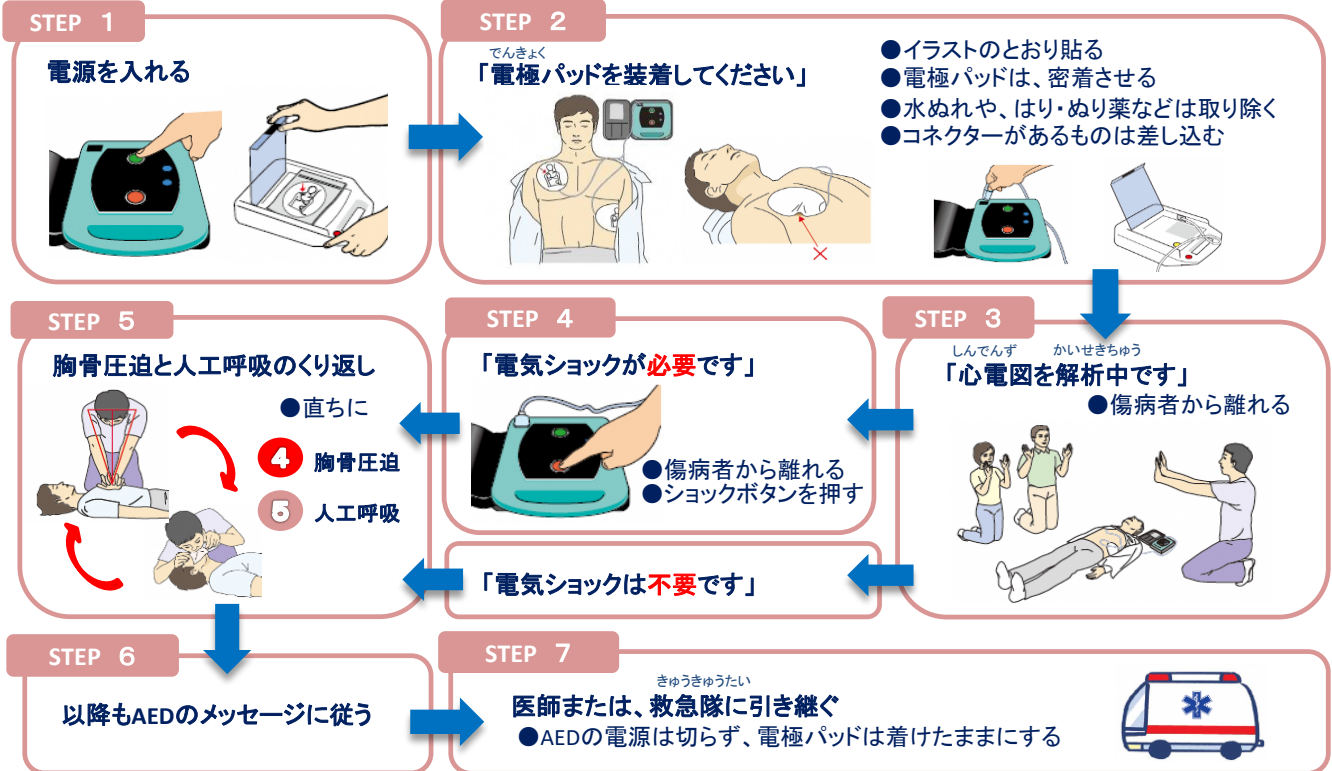 STEP 1
電源を入れる
STEP 2
でんきょく
「電極パッドを装着してください」
●イラストのとおり貼る
●電極パッドは、密着させる
●水ぬれや、はり・ぬり薬などは取り除く
●コネクターがあるものは差し込む
STEP 3
しんでんず かいせきちゅう
「心電図を解析中です」
●傷病者から離れる
STEP 4
「電気ショックが必要です」
●傷病者から離れる
●ショックボタンを押す
「電気ショックは不要です」
STEP 5
胸骨圧迫と人工呼吸のくり返し
●直ちに
4 胸骨圧迫
5 人工呼吸
STEP 6
以降もAEDのメッセージに従う
STEP 7
きゅうきゅうたい
医師または、救急隊に引き継ぐ
●AEDの電源は切らず、電極パッドは着けたままにする